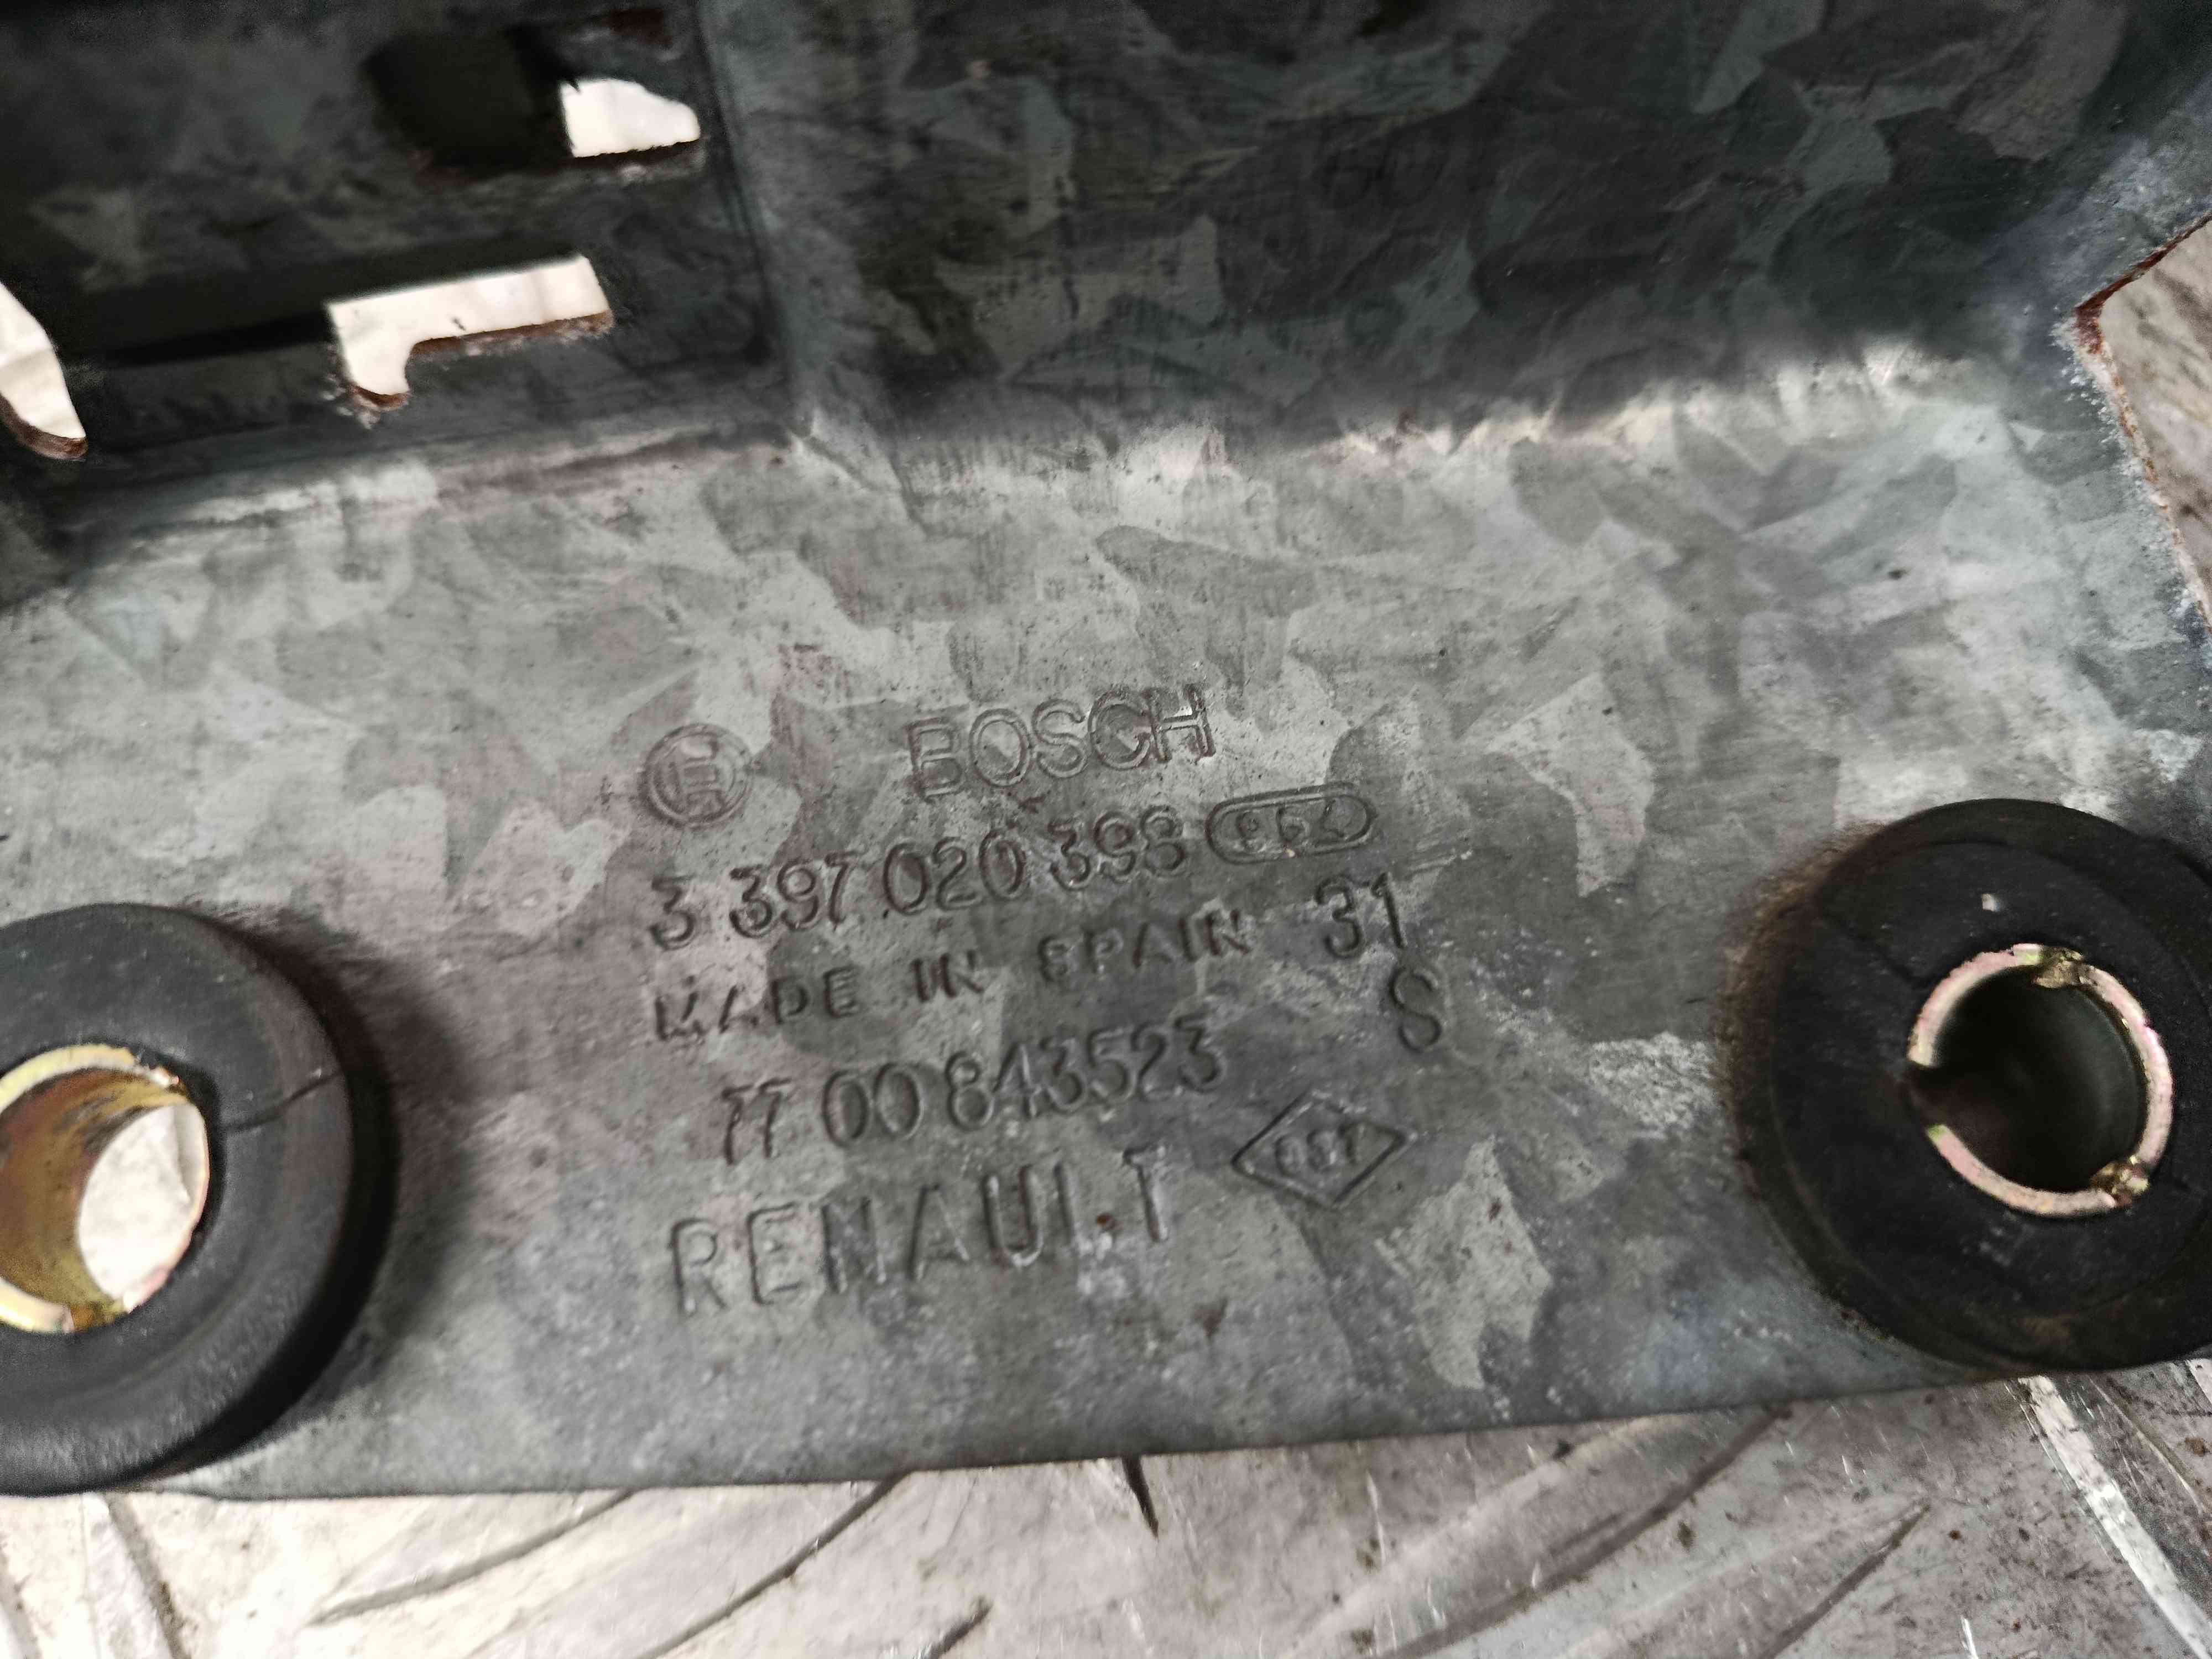 BOSCH
3 397 020 398
MADE IN SPAIN 31
S
77 00 843523
RENAULT